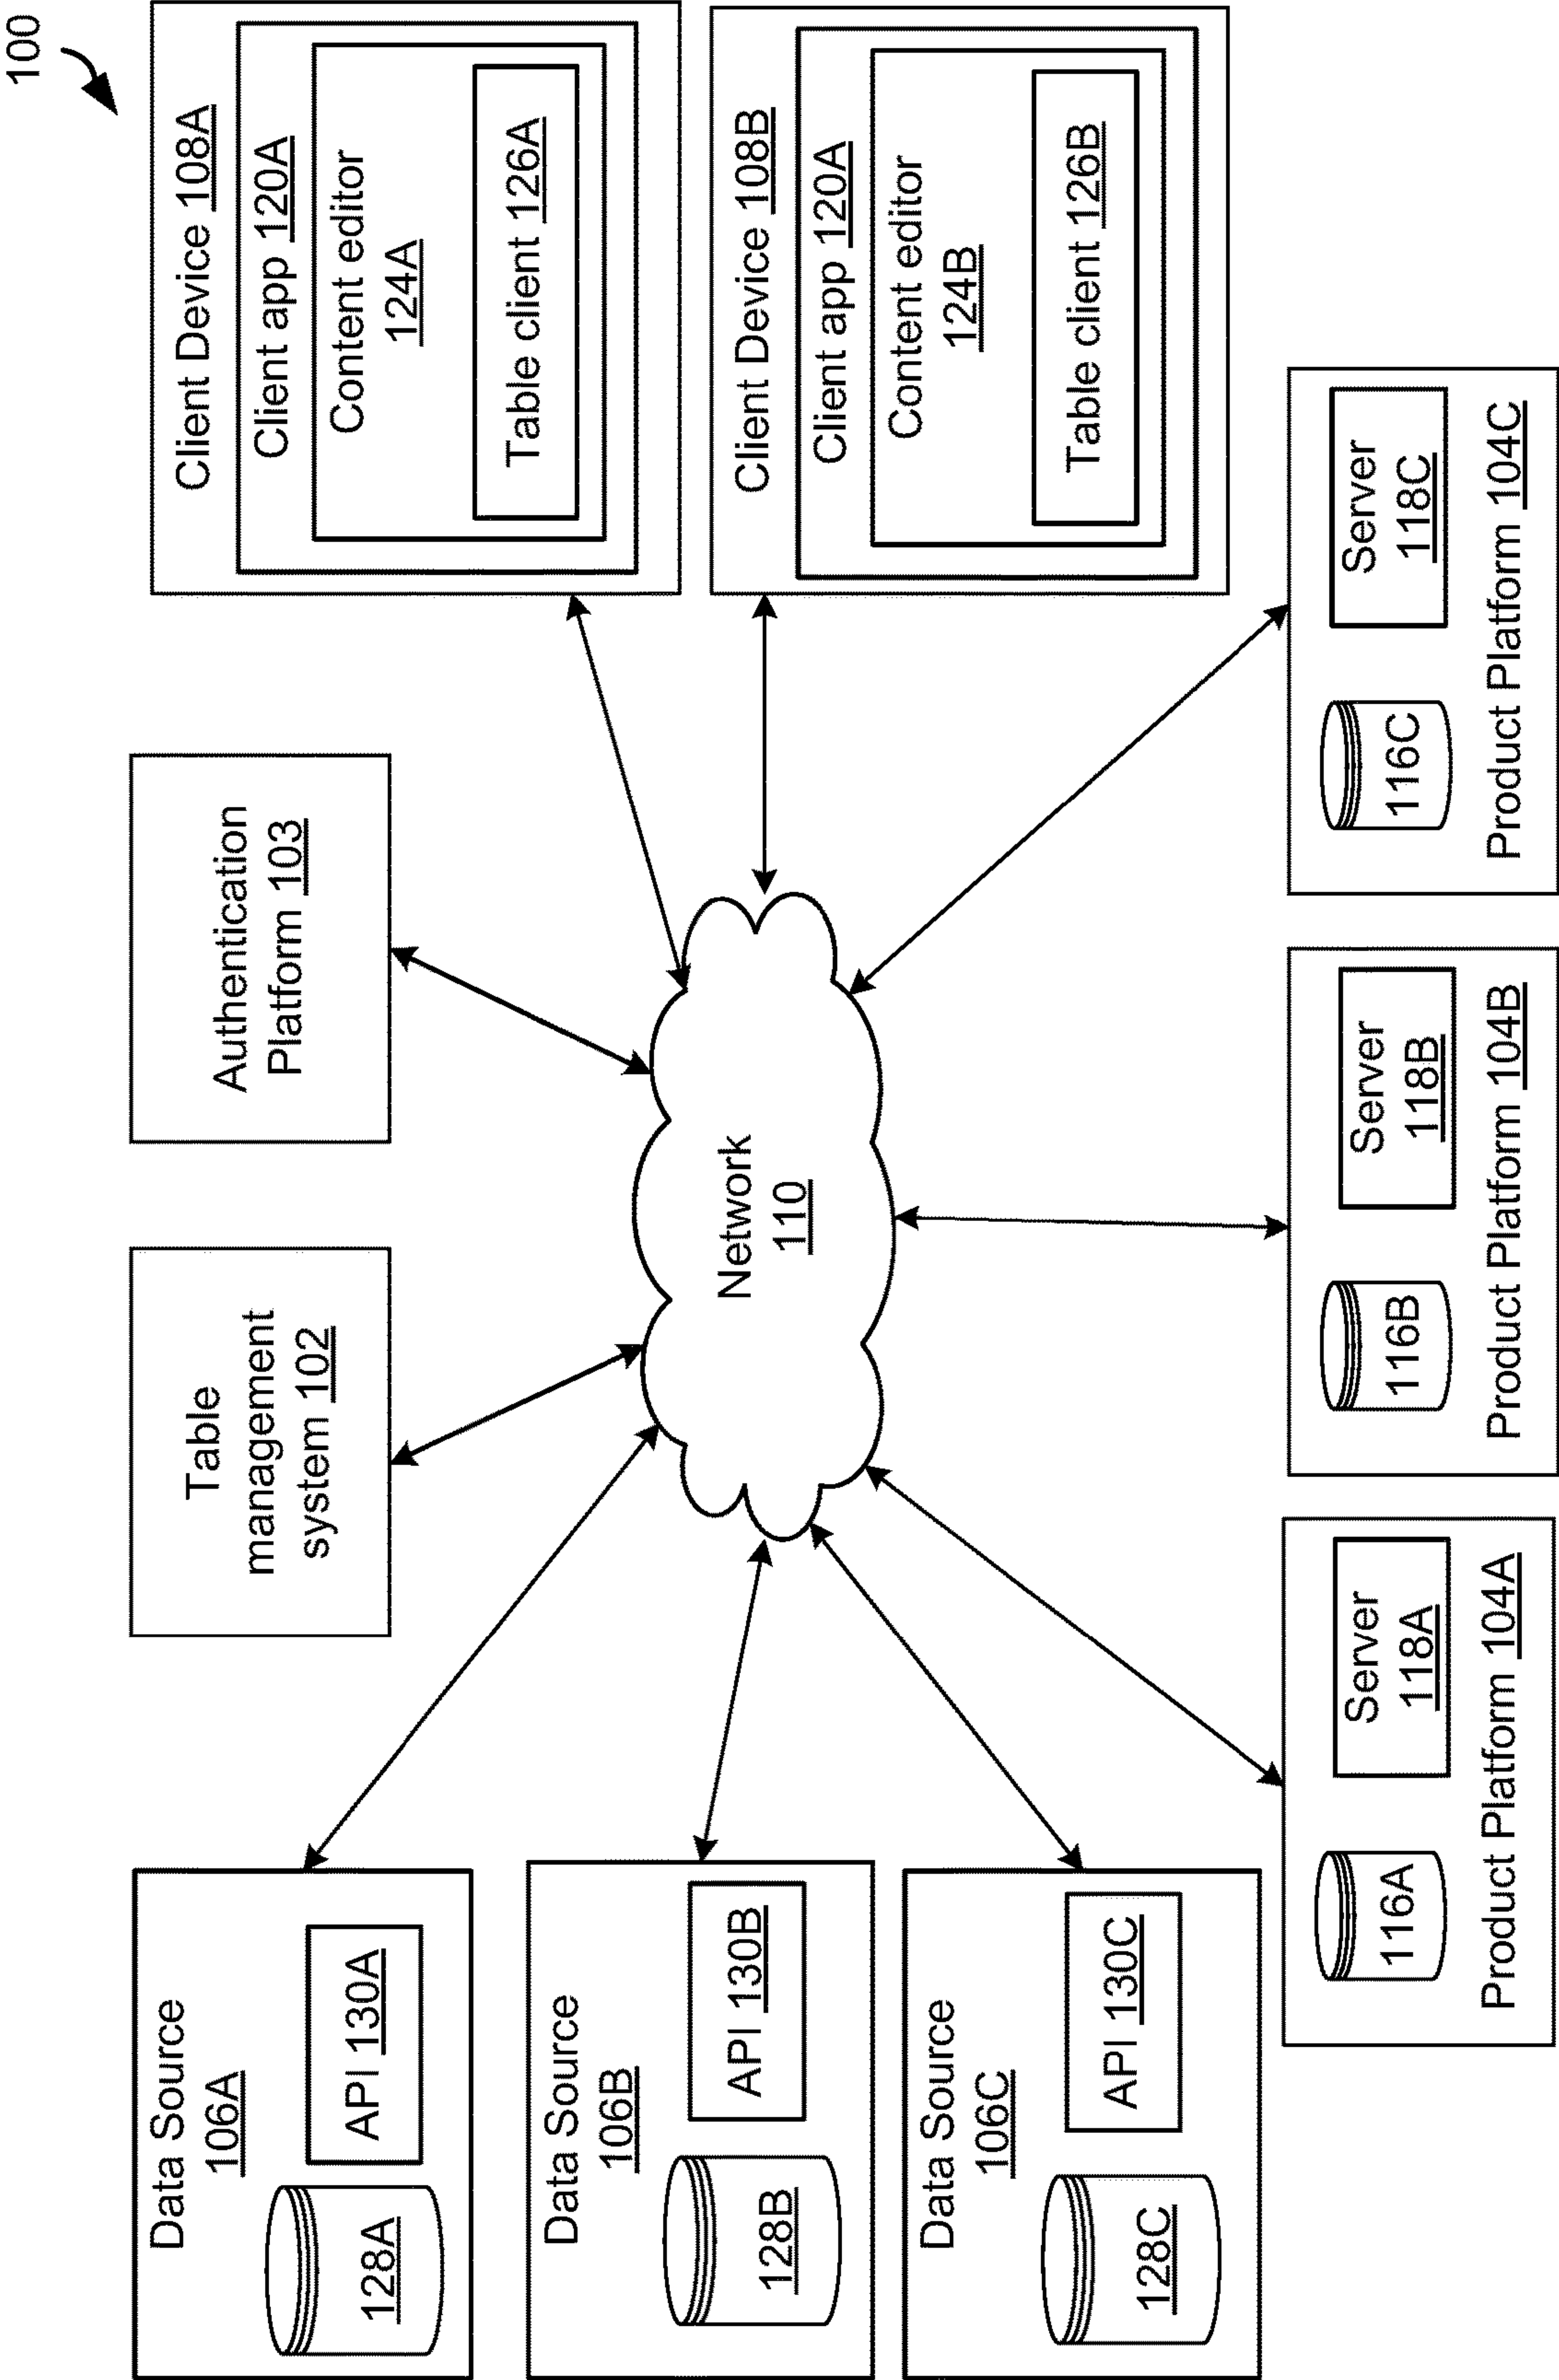 100
Data Source
106A
128A
API 130A
Data Source
106B
128B
API 130B
Data Source
106C
128C
API 130C
Table
management
system 102
Authentication
Platform 103
Network
110
Client Device 108A
Client app 120A
Content editor
124A
Table client 126A
Client Device 108B
Client app 120A
Content editor
124B
Table client 126B
116A
Server
118A
Product Platform 104A
116B
Server
118B
Product Platform 104B
116C
Server
118C
Product Platform 104C